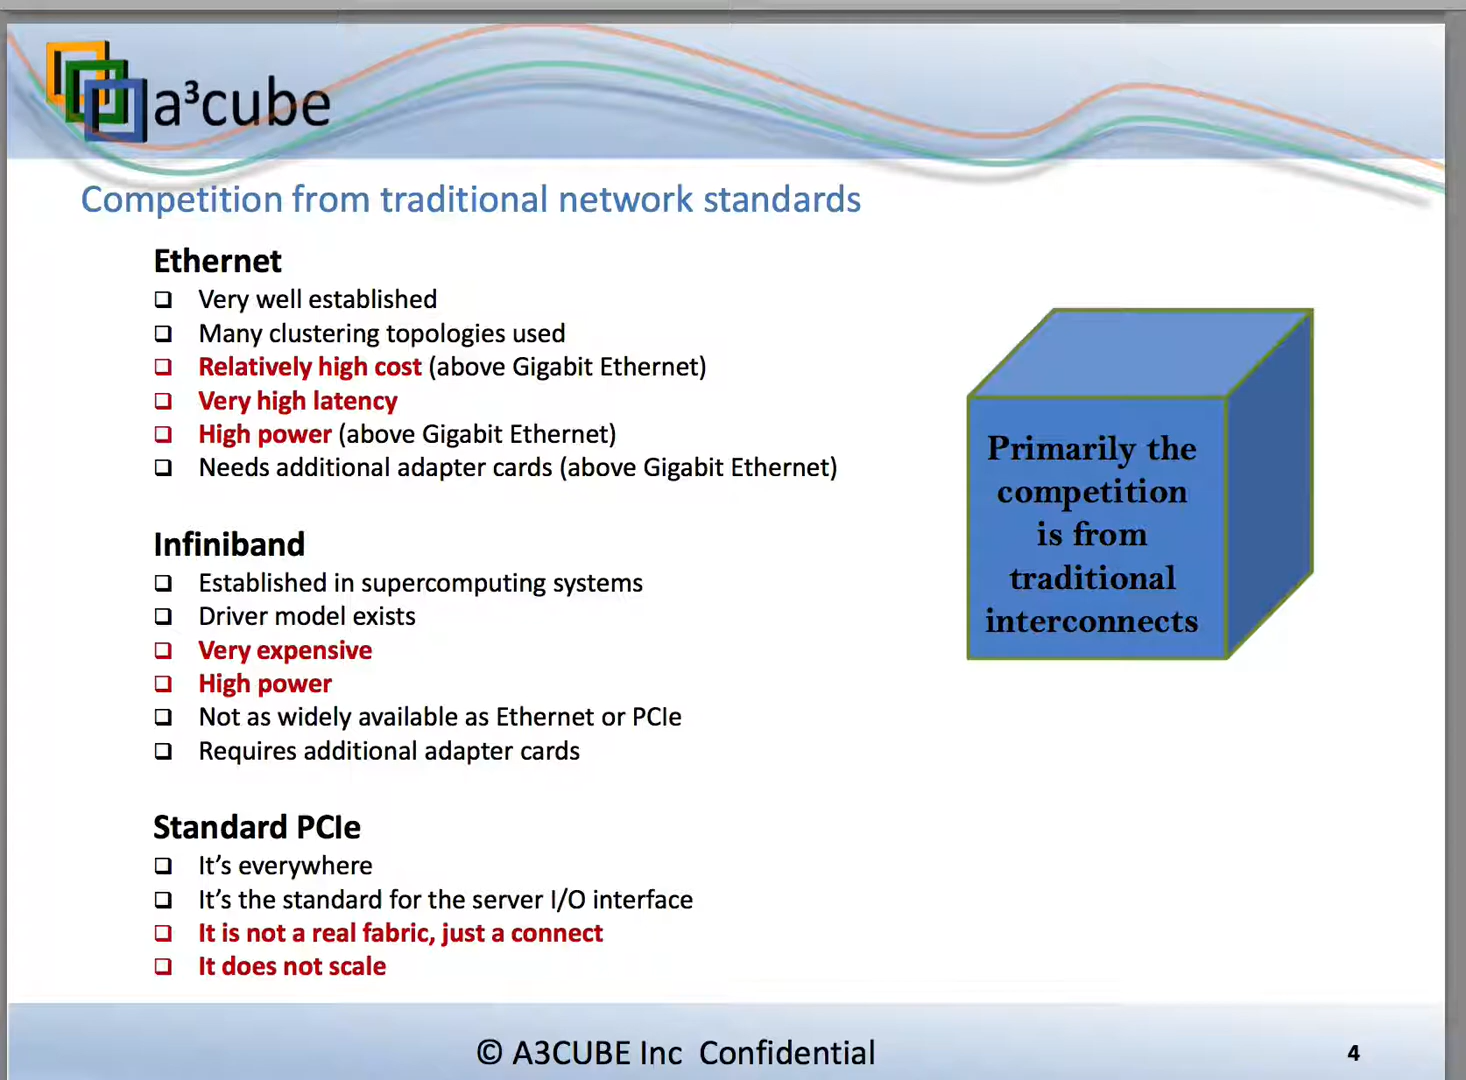 a³cube
Competition from traditional network standards
Ethernet
Very well established
Many clustering topologies used
Relatively high cost (above Gigabit Ethernet)
Very high latency
High power (above Gigabit Ethernet)
Needs additional adapter cards (above Gigabit Ethernet)
Infiniband
Established in supercomputing systems
Driver model exists
Very expensive
High power
Not as widely available as Ethernet or PCIe
Requires additional adapter cards
Standard PCIe
It’s everywhere
It’s the standard for the server I/O interface
It is not a real fabric, just a connect
It does not scale
Primarily the
competition
is from
traditional
interconnects
© A3CUBE Inc Confidential
4